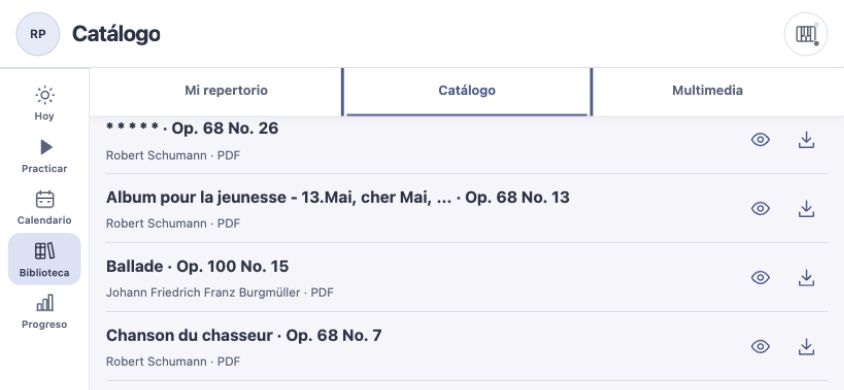 RP
Catálogo
Mi repertorio
Catálogo
Multimedia
Hoy
Practicar
Calendario
Biblioteca
Progreso
* * * * * · Op. 68 No. 26
Robert Schumann · PDF
Album pour la jeunesse - 13.Mai, cher Mai, ... · Op. 68 No. 13
Robert Schumann · PDF
Ballade · Op. 100 No. 15
Johann Friedrich Franz Burgmüller · PDF
Chanson du chasseur · Op. 68 No. 7
Robert Schumann · PDF